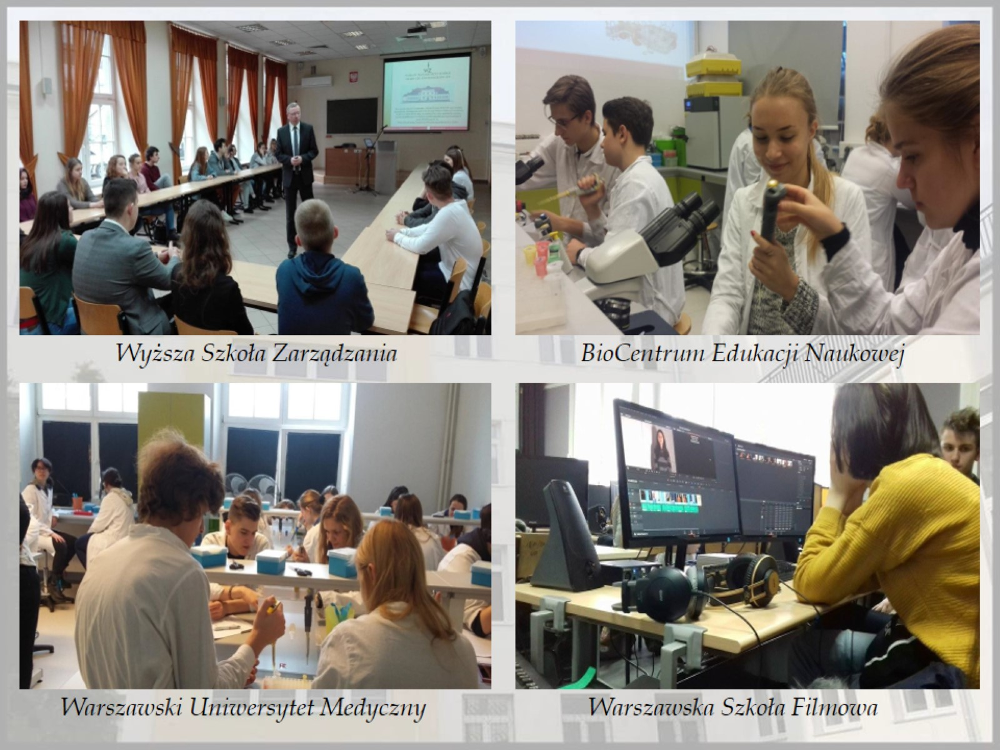 Wyższa Szkoła Zarządzania
BioCentrum Edukacji Naukowej
Warszawski Uniwersytet Medyczny
Warszawska Szkoła Filmowa